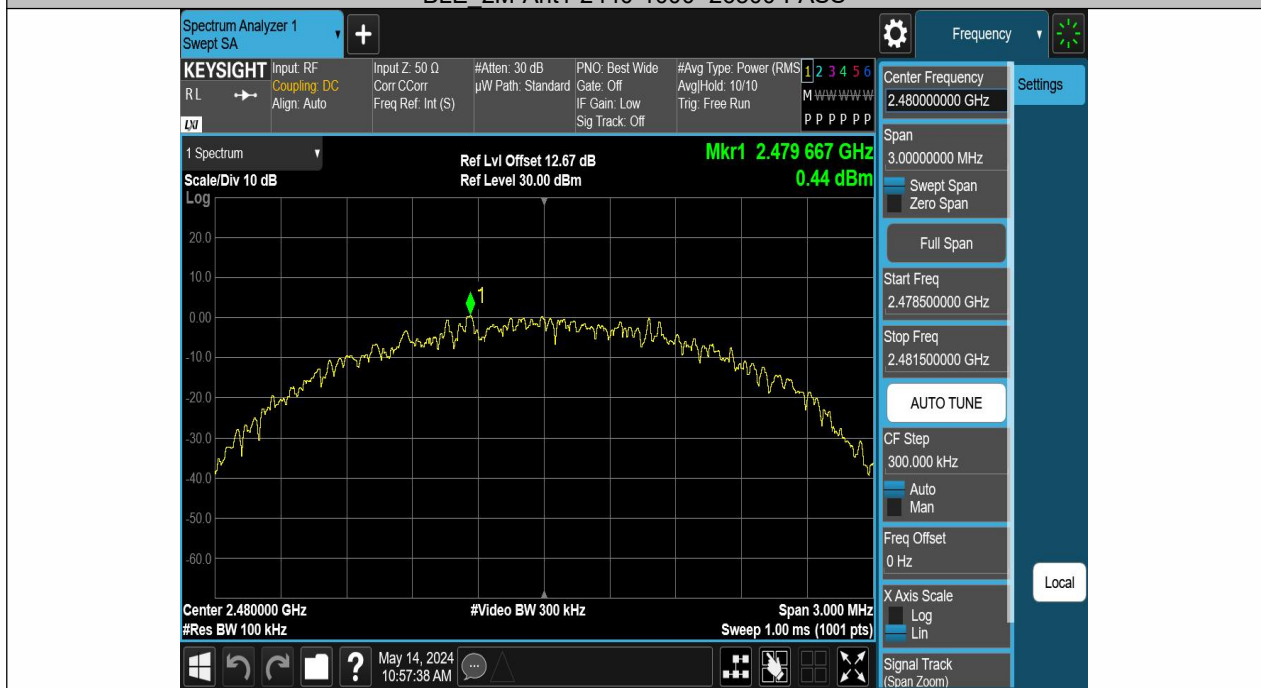 Spectrum Analyzer 1
Swept SA
+
Frequency
KEYSIGHT
RL
LXI
Input: RF
Coupling: DC
Align: Auto
Input Z: 50 Ω
Corr CCorr
Freq Ref: Int (S)
#Atten: 30 dB
µW Path: Standard
PNO: Best Wide
Gate: Off
IF Gain: Low
Sig Track: Off
#Avg Type: Power (RMS
Avg|Hold: 10/10
Trig: Free Run
1 2 3 4 5 6
M W W W W W
P P P P P P
1 Spectrum
Scale/Div 10 dB
Log
Ref Lvl Offset 12.67 dB
Ref Level 30.00 dBm
Mkr1 2.479 667 GHz
0.44 dBm
20.0
10.0
1
0.00
-10.0
-20.0
-30.0
-40.0
-50.0
-60.0
Center 2.480000 GHz
#Video BW 300 kHz
Span 3.000 MHz
#Res BW 100 kHz
Sweep 1.00 ms (1001 pts)
?
May 14, 2024
10:57:38 AM
Center Frequency
2.480000000 GHz
Settings
Span
3.00000000 MHz
Swept Span
Zero Span
Full Span
Start Freq
2.478500000 GHz
Stop Freq
2.481500000 GHz
AUTO TUNE
CF Step
300.000 kHz
Auto
Man
Freq Offset
0 Hz
X Axis Scale
Log
Lin
Local
Signal Track
(Span Zoom)